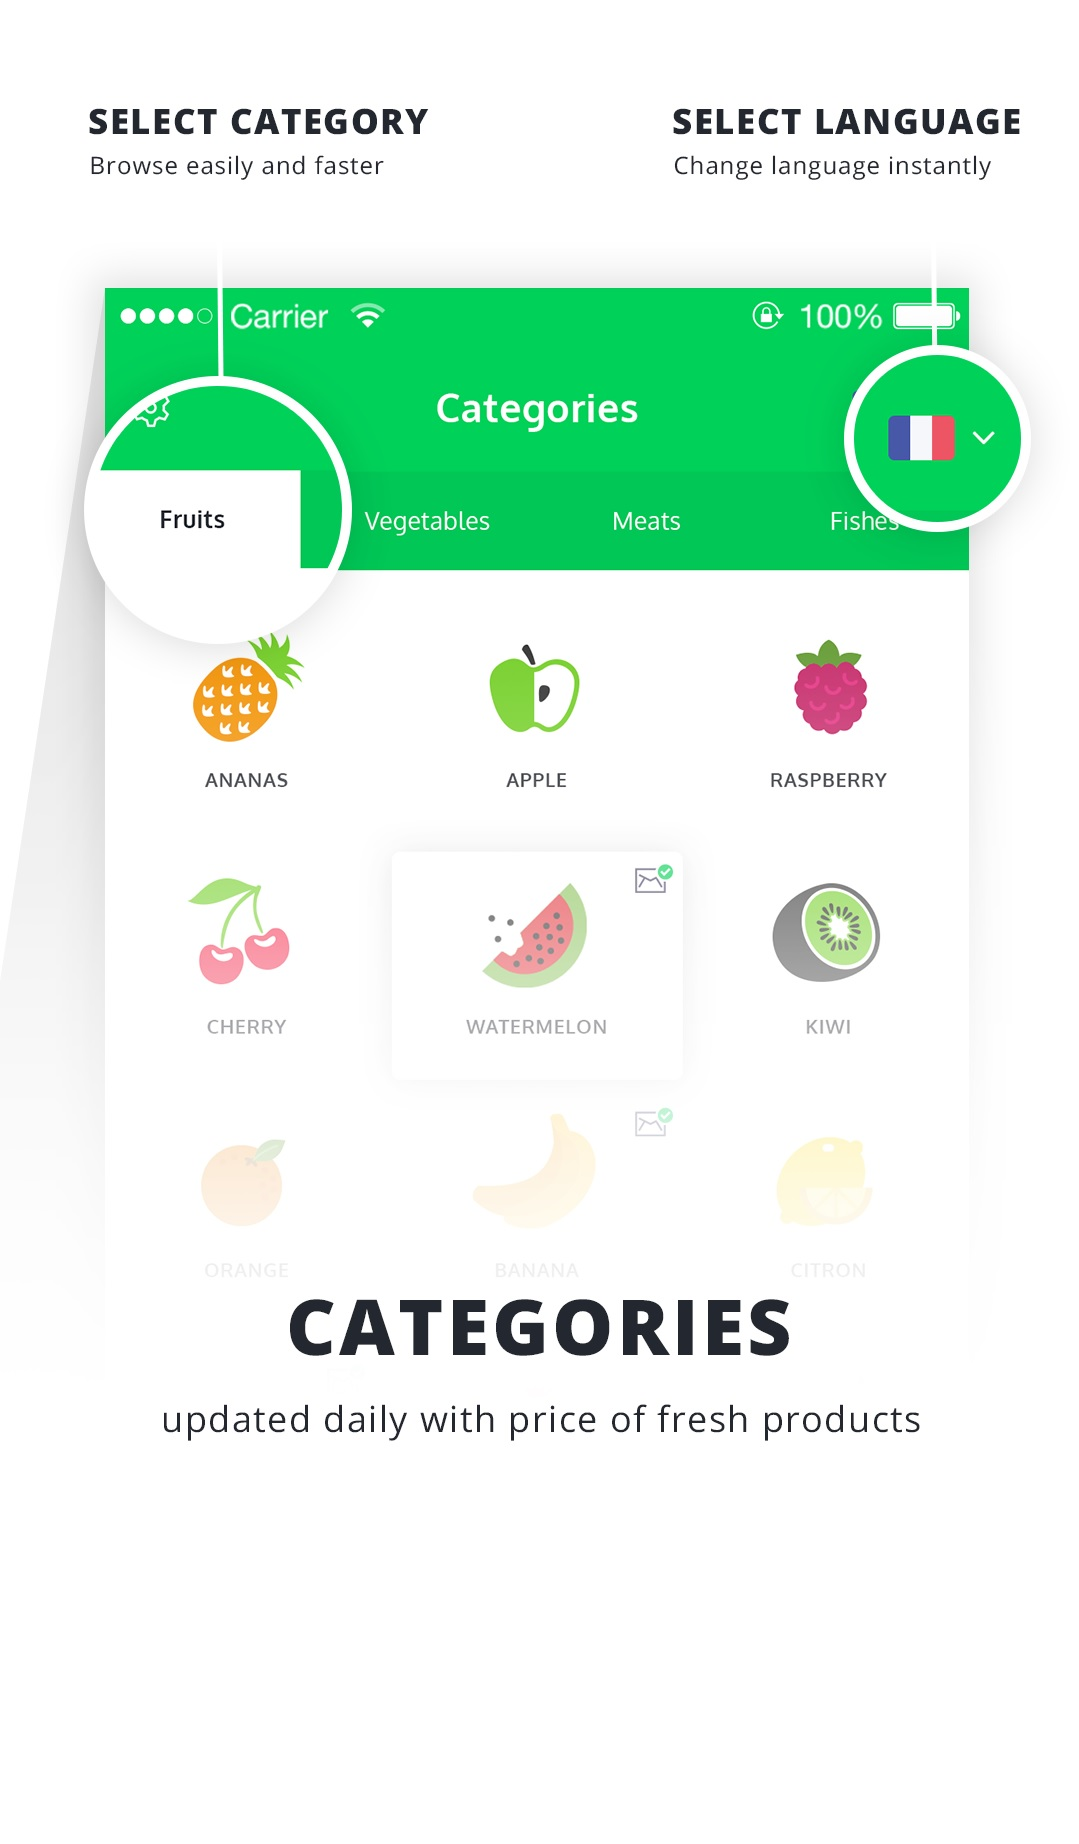 SELECT CATEGORY
Browse easily and faster
SELECT LANGUAGE
Change language instantly
Carrier
100%
Categories
Fruits
Vegetables
Meats
Fishes
ANANAS
APPLE
RASPBERRY
CHERRY
WATERMELON
KIWI
ORANGE
BANANA
CITRON
CATEGORIES
updated daily with price of fresh products